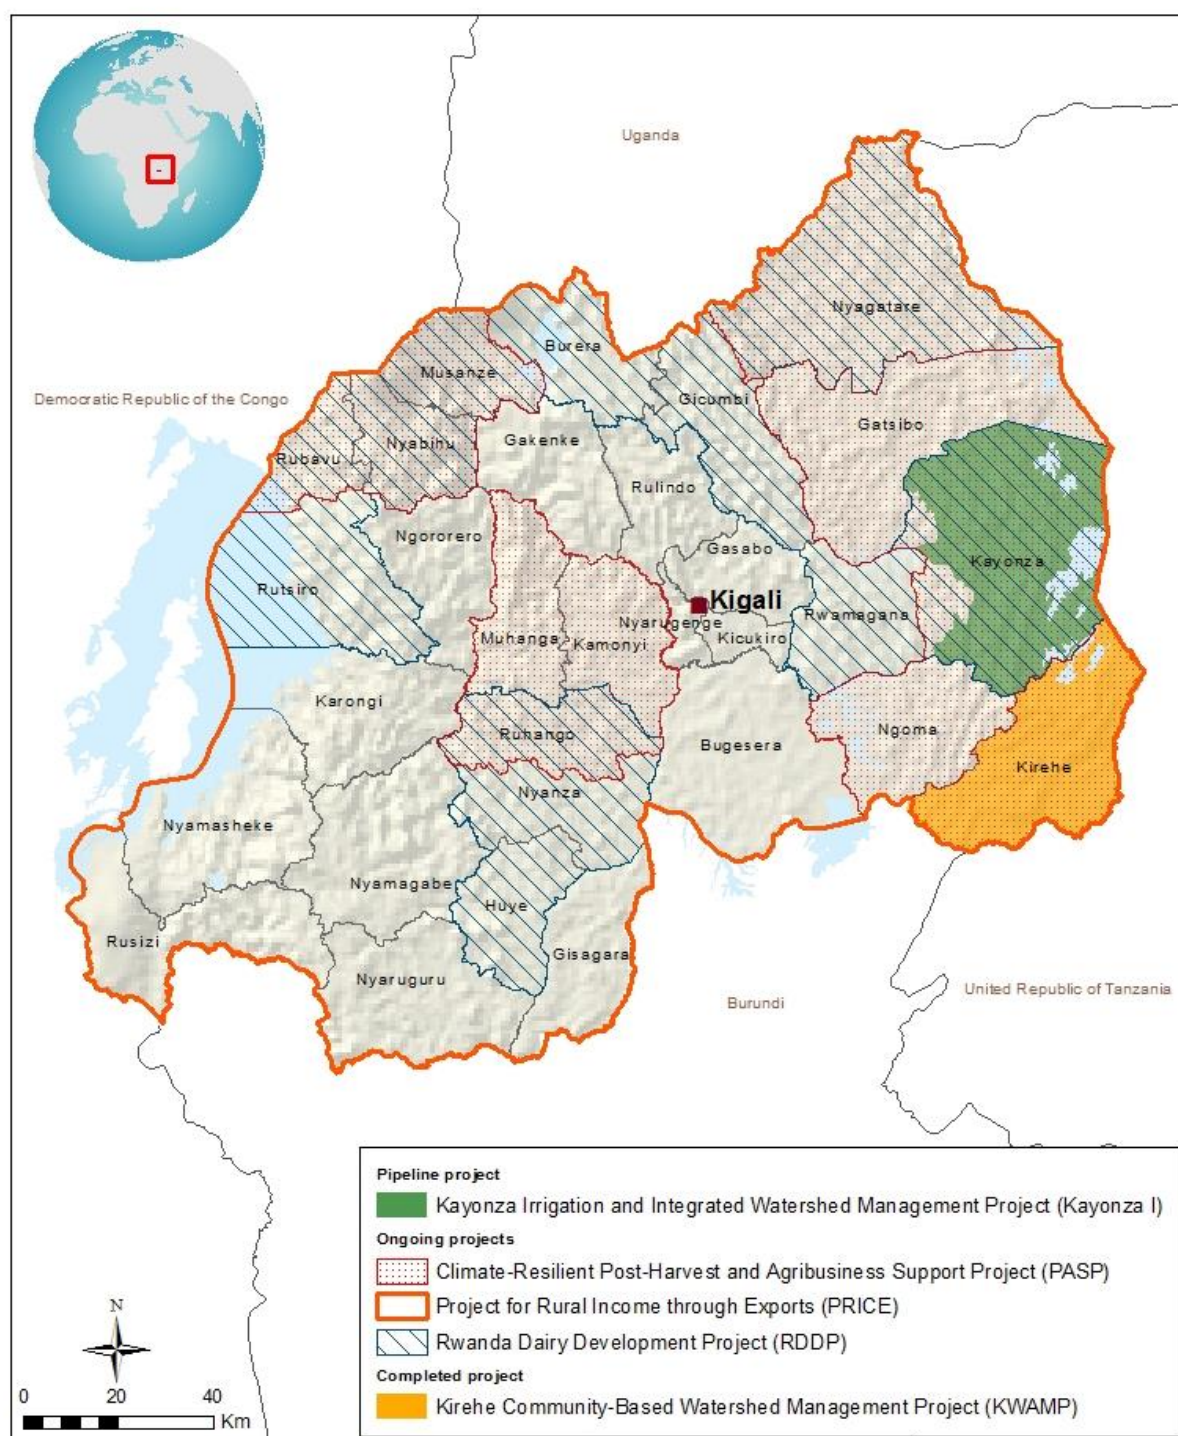 Uganda
Nyagatare
Burera
Musanze
Democratic Republic of the Congo
Gicumbi
Gatsibo
Gakenke
Nyabihu
Rubavu
Rulindo
Ngororero
Gasabo
Kayonza
Rutsiro
Kigali
Rwamagana
Nyarugenge
Muhanga
Kamonyi
Kicukiro
Karongi
Ngoma
Ruhango
Bugesera
Kirehe
Nyanza
Nyamasheke
Nyamagabe
Huye
Rusizi
Gisagara
Nyaruguru
United Republic of Tanzania
Burundi
Pipeline project
Kayonza Irrigation and Integrated Watershed Management Project (Kayonza I)
Ongoing projects
Climate-Resilient Post-Harvest and Agribusiness Support Project (PASP)
Project for Rural Income through Exports (PRICE)
Rwanda Dairy Development Project (RDDP)
Completed project
Kirehe Community-Based Watershed Management Project (KWAMP)
N
0 20 40
Km